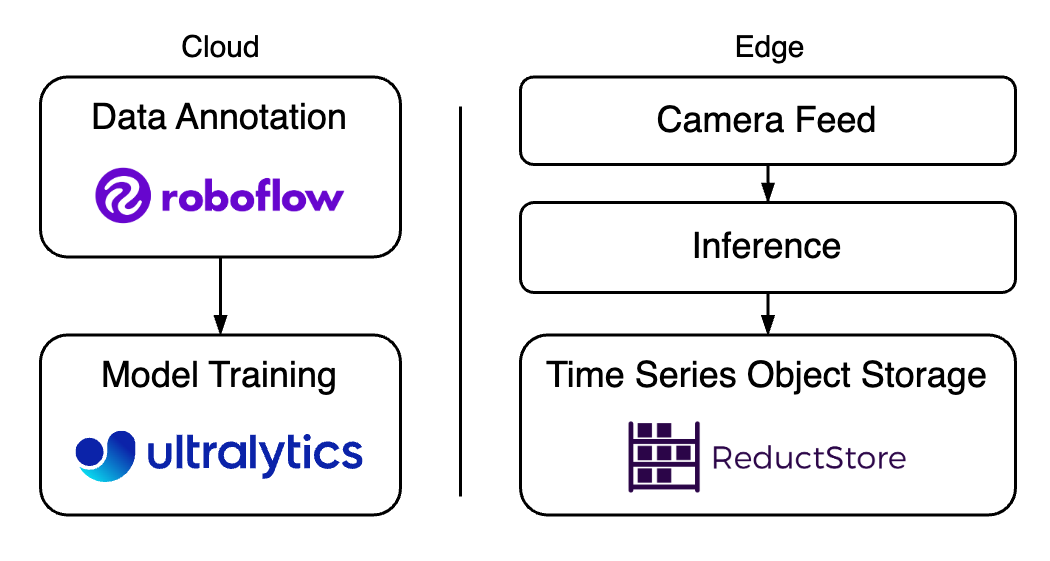 Cloud
Data Annotation
roboflow
Model Training
ultralytics
Edge
Camera Feed
Inference
Time Series Object Storage
ReductStore